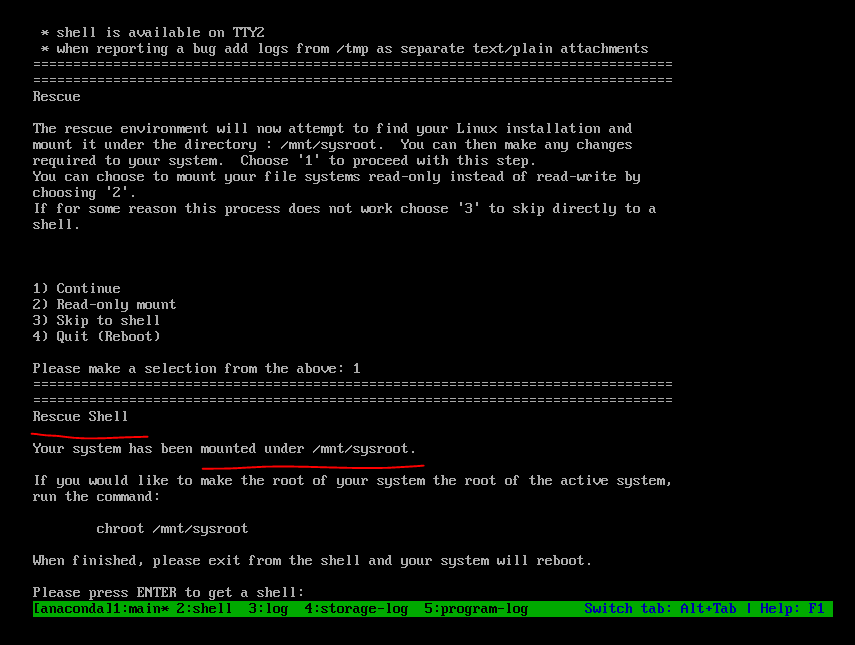 * shell is available on TTY2
* when reporting a bug add logs from /tmp as separate text/plain attachments
================================================================================
================================================================================
Rescue
The rescue environment will now attempt to find your Linux installation and
mount it under the directory : /mnt/sysroot.  You can then make any changes
required to your system.  Choose '1' to proceed with this step.
You can choose to mount your file systems read-only instead of read-write by
choosing '2'.
If for some reason this process does not work choose '3' to skip directly to a
shell.
1) Continue
2) Read-only mount
3) Skip to shell
4) Quit (Reboot)
Please make a selection from the above: 1
================================================================================
================================================================================
Rescue Shell
Your system has been mounted under /mnt/sysroot.
If you would like to make the root of your system the root of the active system,
run the command:
chroot /mnt/sysroot
When finished, please exit from the shell and your system will reboot.
Please press ENTER to get a shell:
[anaconda]1:main* 2:shell  3:log  4:storage-log  5:program-log       Switch tab: Alt+Tab | Help: F1